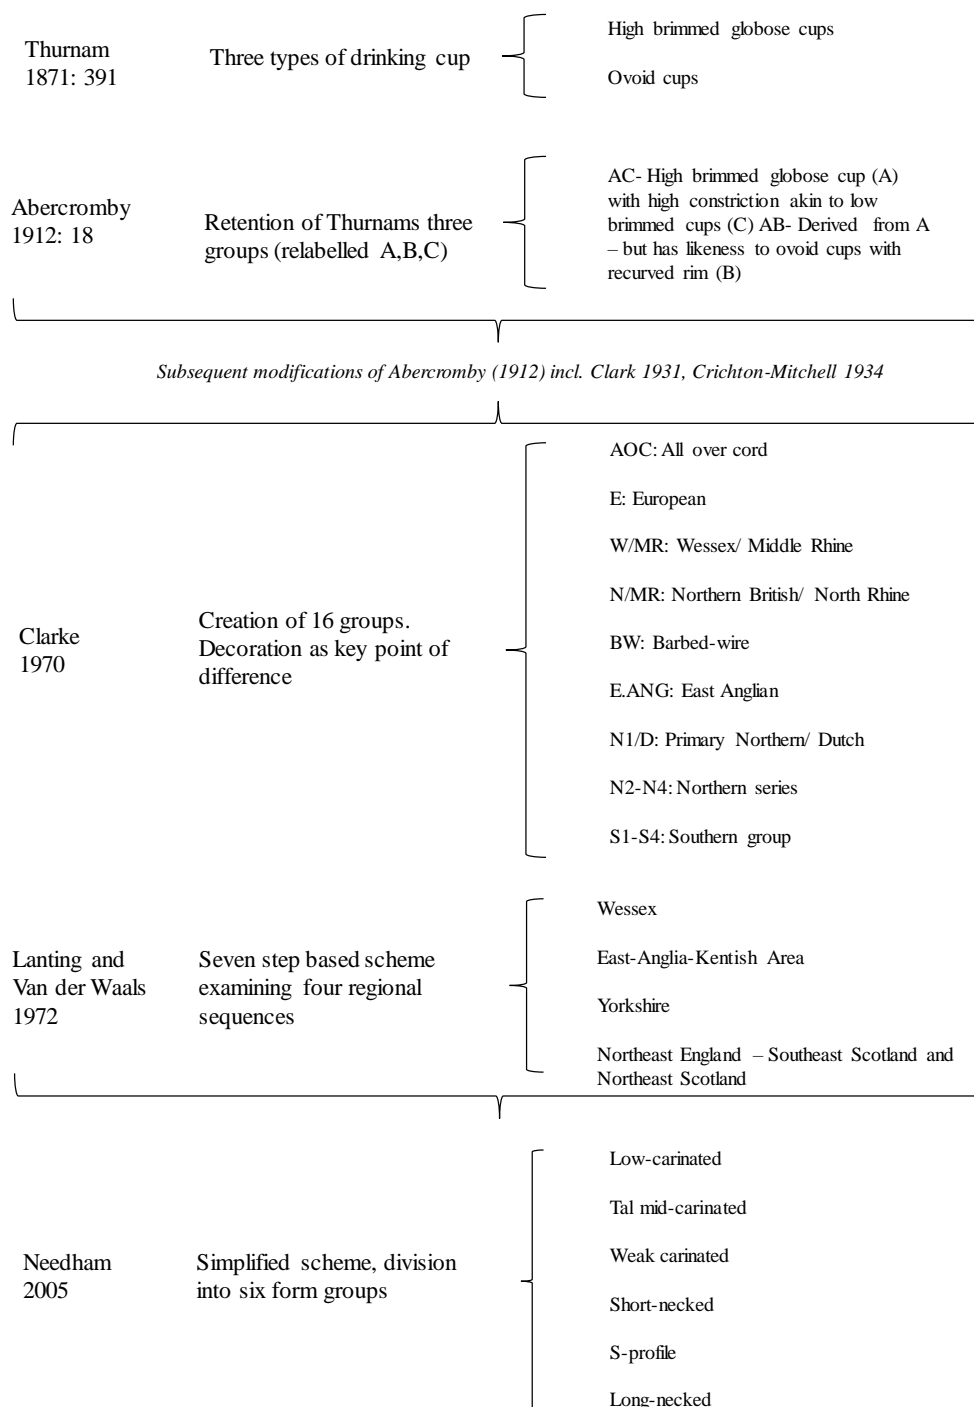 Thurnam
1871: 391
Three types of drinking cup
High brimmed globose cups
Ovoid cups
Abercromby
1912: 18
Retention of Thurnams three
groups (relabelled A,B,C)
AC- High brimmed globose cup (A)
with high constriction akin to low
brimmed cups (C) AB- Derived from A
– but has likeness to ovoid cups with
recurved rim (B)
Subsequent modifications of Abercromby (1912) incl. Clark 1931, Crichton-Mitchell 1934
Clarke
1970
Creation of 16 groups.
Decoration as key point of
difference
AOC: All over cord
E: European
W/MR: Wessex/ Middle Rhine
N/MR: Northern British/ North Rhine
BW: Barbed-wire
E.ANG: East Anglian
N1/D: Primary Northern/ Dutch
N2-N4: Northern series
S1-S4: Southern group
Lanting and
Van der Waals
1972
Seven step based scheme
examining four regional
sequences
Wessex
East-Anglia-Kentish Area
Yorkshire
Northeast England – Southeast Scotland and
Northeast Scotland
Needham
2005
Simplified scheme, division
into six form groups
Low-carinated
Tal mid-carinated
Weak carinated
Short-necked
S-profile
Long-necked